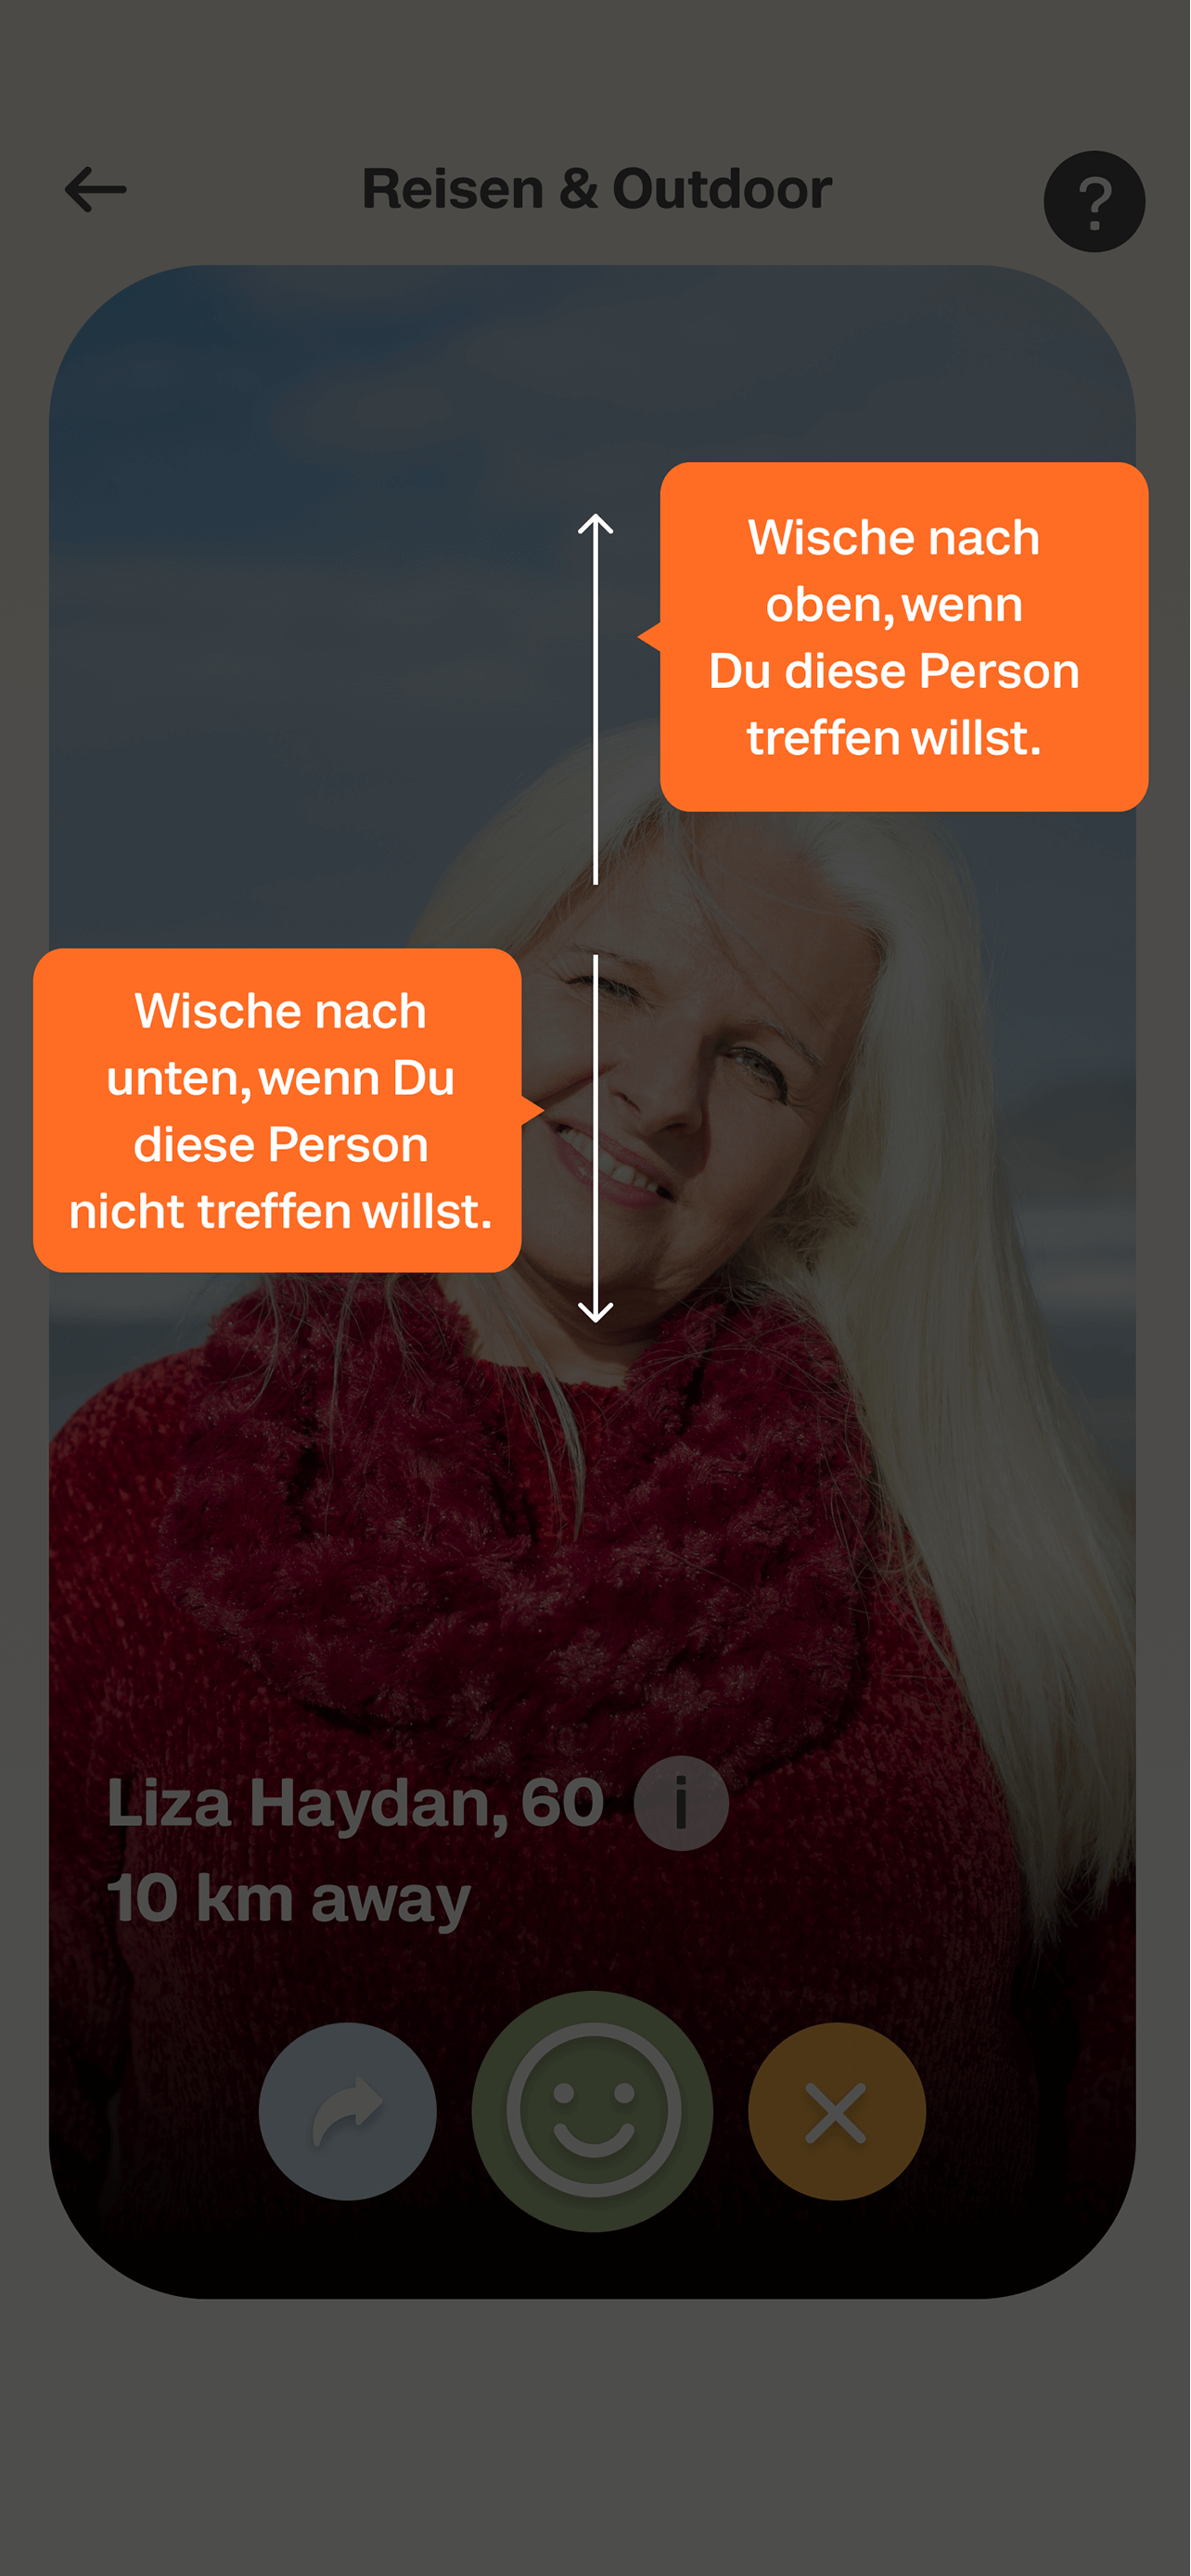 Reisen & Outdoor
?
Wische nach
oben, wenn
Du diese Person
treffen willst.
Wische nach
unten, wenn Du
diese Person
nicht treffen willst.
Liza Haydan, 60 i
10 km away